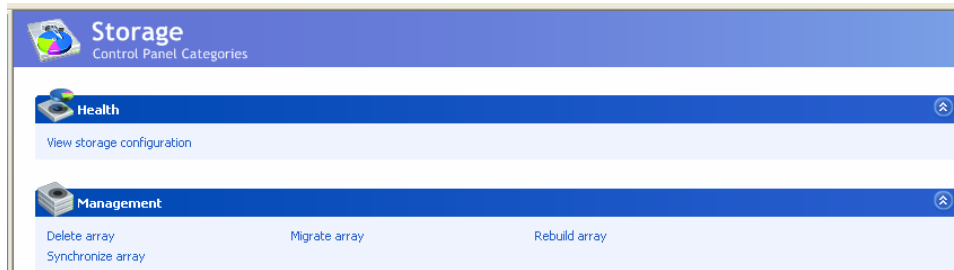 Storage
Control Panel Categories
Health
View storage configuration
Management
Delete array Migrate array Rebuild array
Synchronize array